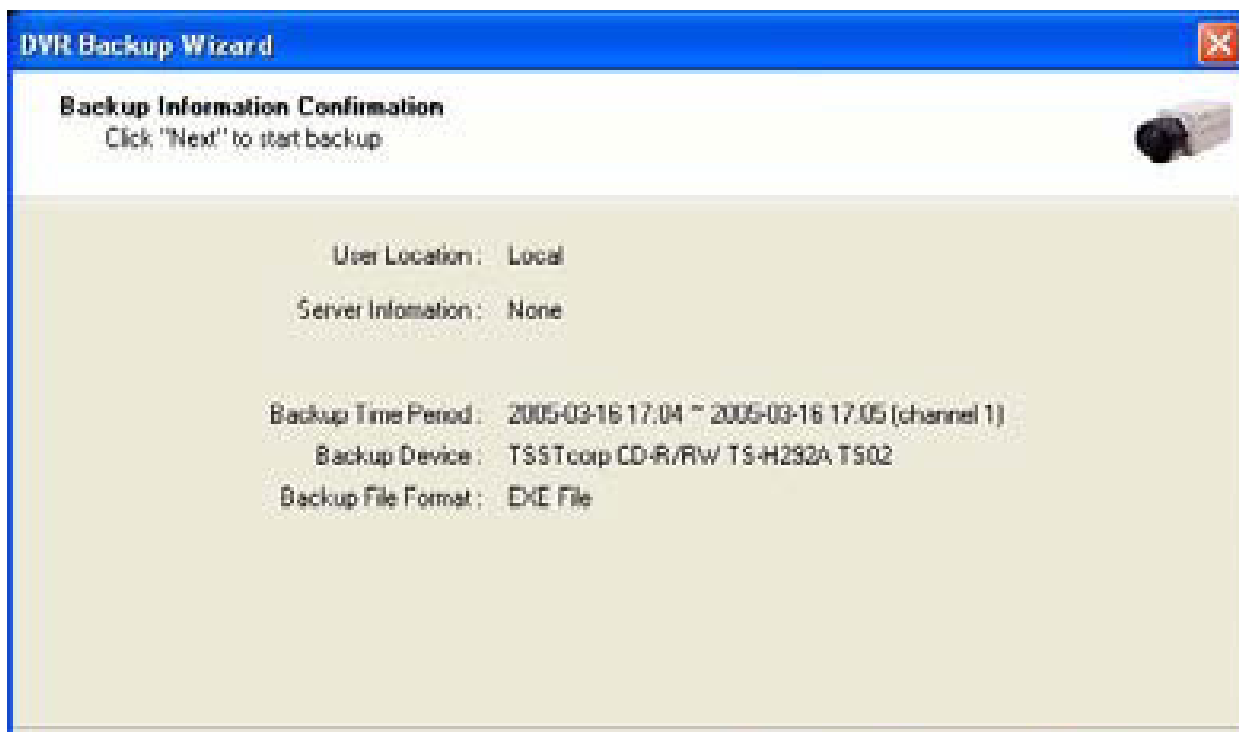 DVR Backup Wizard
Backup Information Confirmation
Click "Next" to start backup
User Location : Local
Server Infomation : None
Backup Time Period : 2005-03-16 17:04 ~ 2005-03-16 17:05 (channel 1)
Backup Device : TSSTcorp CD-R/RW TS-H292A TS02
Backup File Format : EXE File